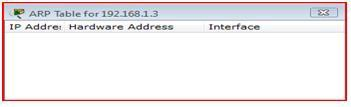 ARP Table for 192.168.1.3
IP Addre: Hardware Address Interface